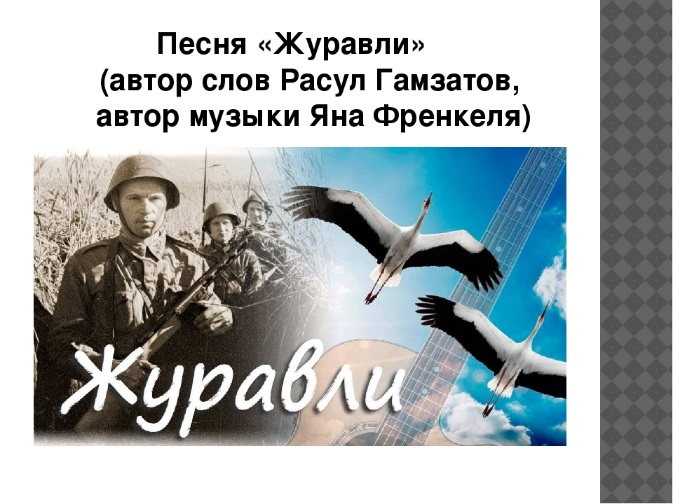 Песня «Журавли»
(автор слов Расул Гамзатов,
автор музыки Яна Френкеля)
Журавли